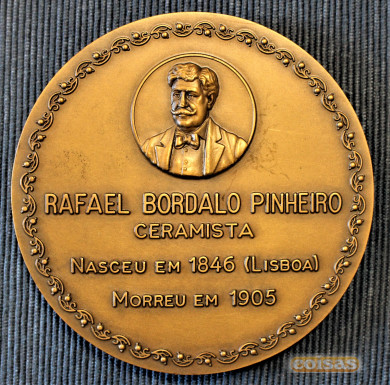 RAFAEL BORDALO PINHEIRO
CERAMISTA
NASCEU EM 1846 (LISBOA)
MORREU EM 1905
coisas